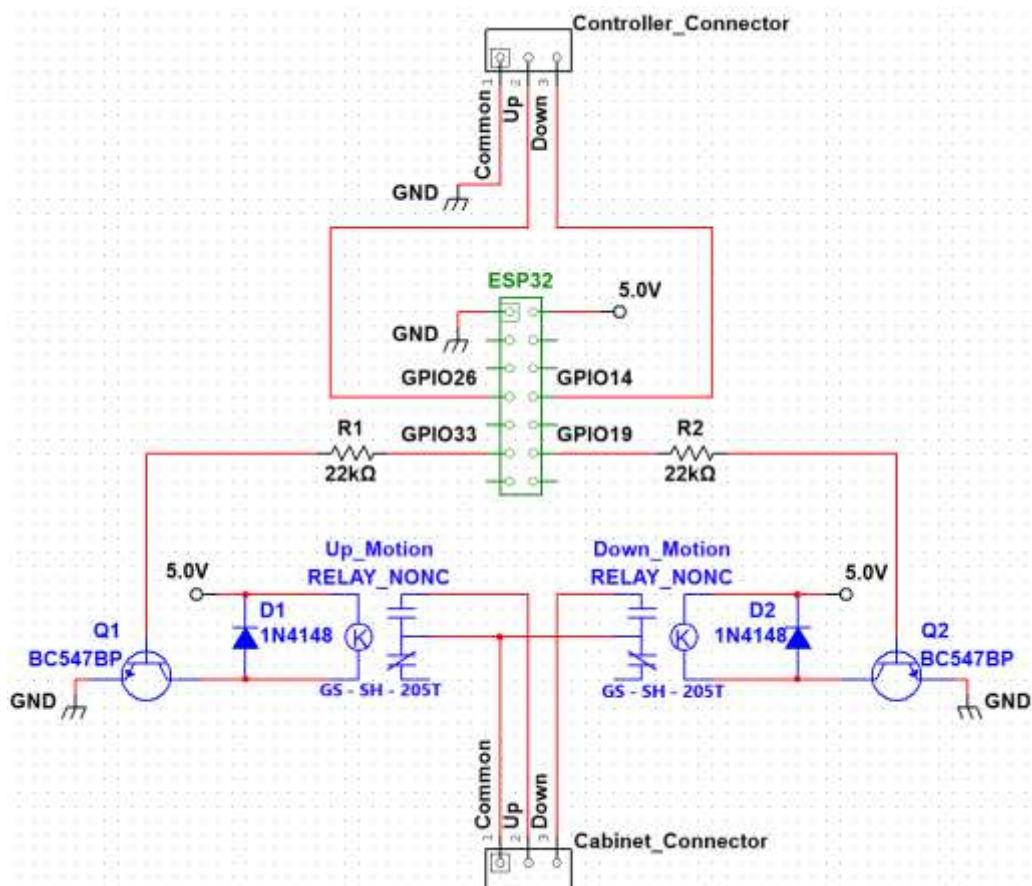 Controller_Connector
1
2
3
Common
Up
Down
GND
ESP32
5.0V
GND
GPIO26
GPIO14
R1
GPIO33
GPIO19
R2
22kΩ
22kΩ
Up_Motion
Down_Motion
RELAY_NONC
RELAY_NONC
5.0V
5.0V
D1
1N4148
K
K
D2
1N4148
Q1
BC547BP
Q2
BC547BP
GS - SH - 205T
GS - SH - 205T
GND
GND
Common
Up
Down
1
2
3
Cabinet_Connector